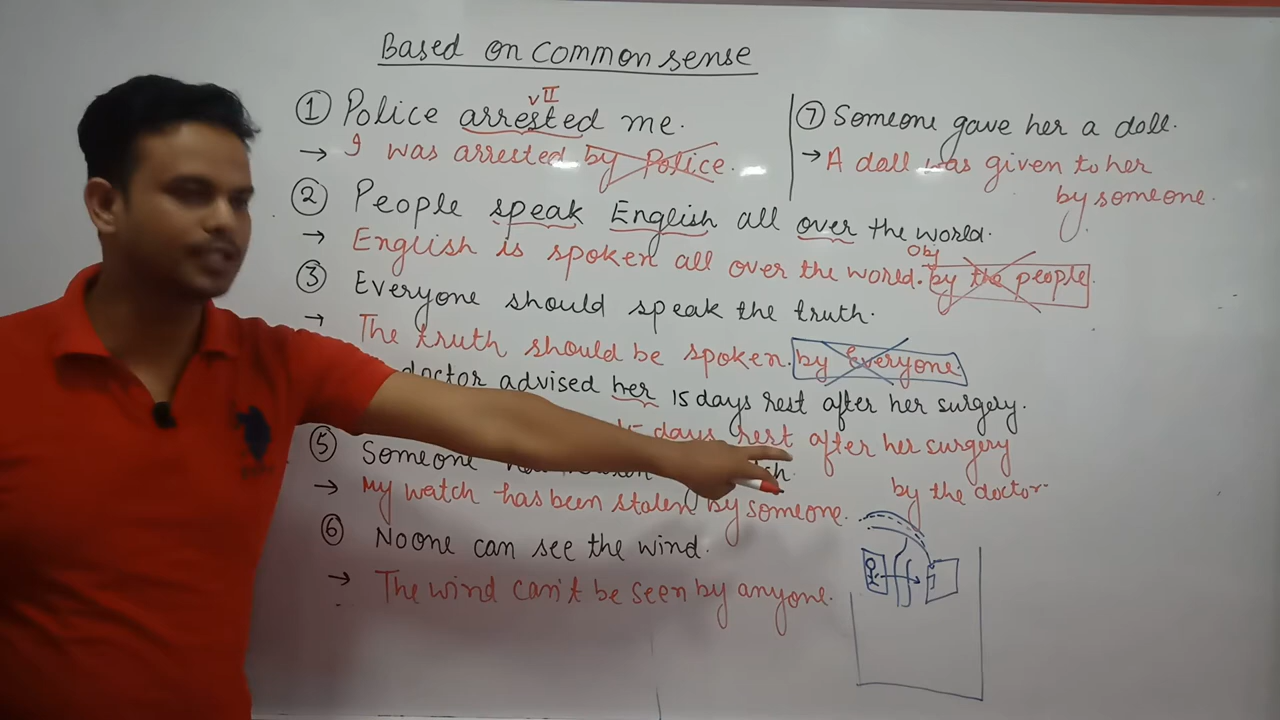 Based on Common sense
① Police arrested me.
V II
→ I was arrested by Police.
② People speak English all over the world.
→ English is spoken all over the world. by the people
Obj
③ Everyone should speak the truth.
→ The truth should be spoken. by Everyone.
doctor advised her 15 days rest after her surgery.
days rest after her surgery
by the doctor
⑤ Someone
→ My watch has been stolen by someone.
⑥ Noone can see the wind.
→ The wind can't be seen by anyone.
⑦ Someone gave her a doll.
→ A doll was given to her
by someone.